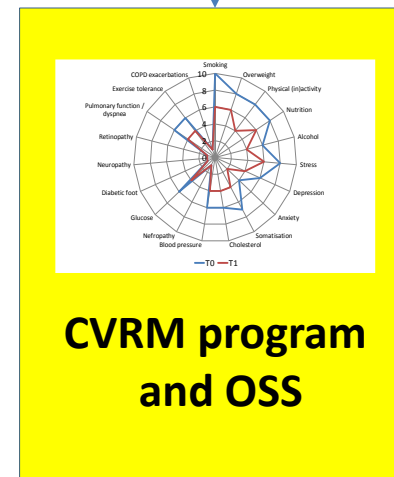 Smoking
COPD exacerbations
10
Overweight
Exercise tolerance
8
Physical (in)activity
Pulmonary function /
dyspnea
6
Nutrition
4
Retinopathy
2
Alcohol
Neuropathy
0
Stress
Diabetic foot
Depression
Glucose
Anxiety
Nefropathy
Somatisation
Blood pressure
Cholesterol
T0
T1
CVRM program
and OSS